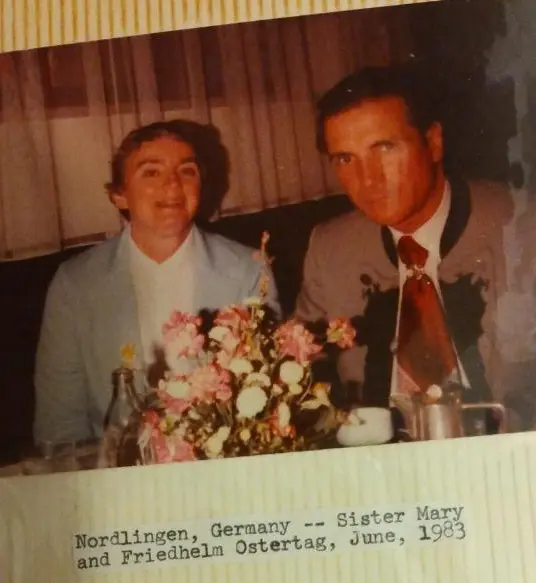 Nordlingen, Germany -- Sister Mary
and Friedhelm Ostertag, June, 1983